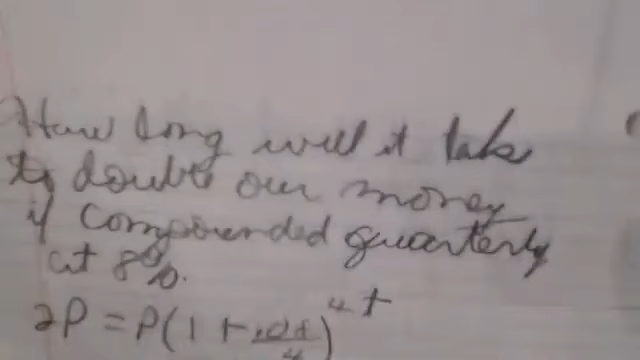 How long will it take
to double our money
if compounded quarterly
at 8%.
2P = P(1 + .08/4)^4t